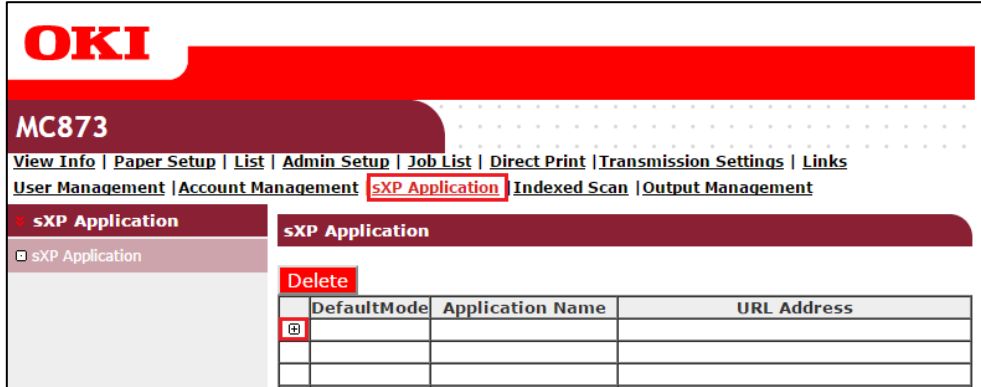 OKI
MC873
View Info | Paper Setup | List | Admin Setup | Job List | Direct Print |Transmission Settings | Links
User Management |Account Management |sXP Application |Indexed Scan |Output Management
sXP Application
sXP Application
sXP Application
Delete
DefaultMode Application Name URL Address